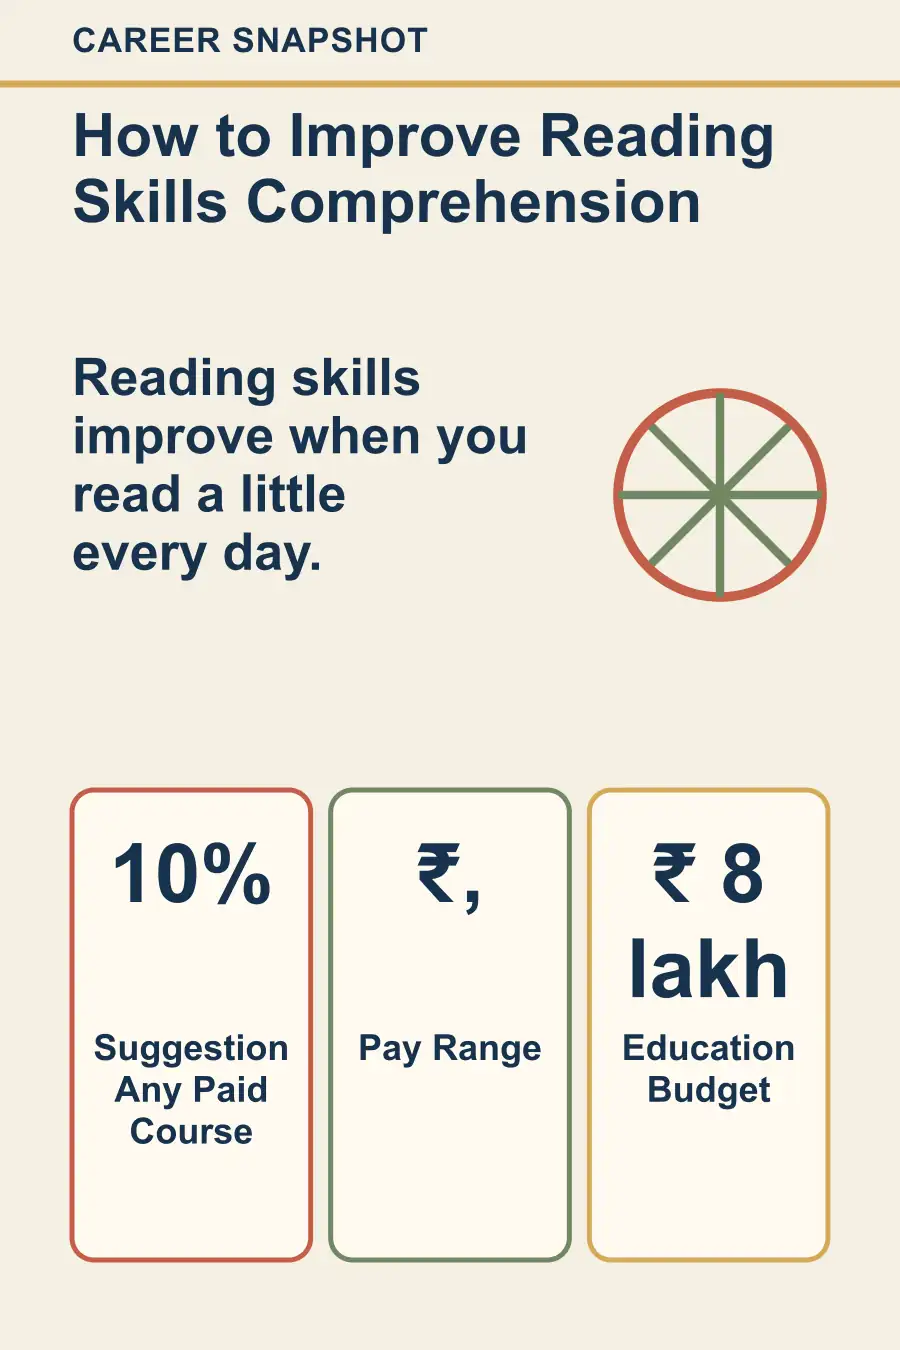 CAREER SNAPSHOT
How to Improve Reading
Skills Comprehension
Reading skills
improve when you
read a little
every day.
10%
Suggestion
Any Paid
Course
₹,
Pay Range
₹ 8
lakh
Education
Budget